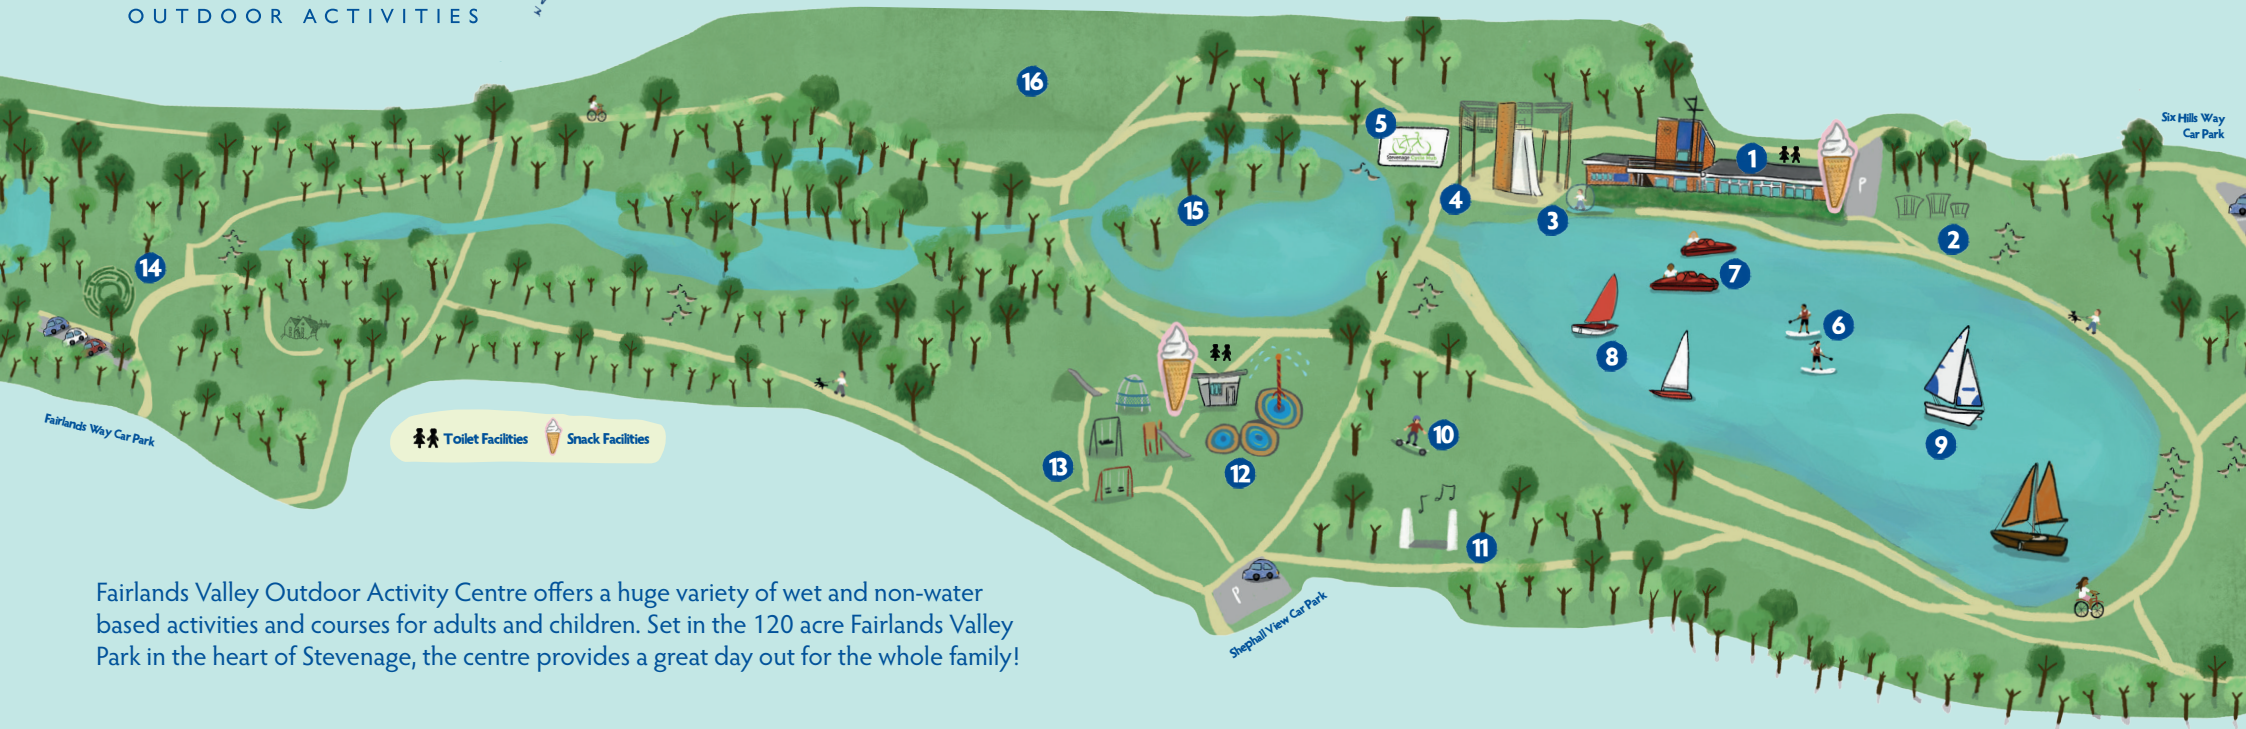 OUTDOOR ACTIVITIES
16
5
Stevenage Cycle Hub
1
P
Six Hills Way
Car Park
15
4
3
2
14
7
6
8
Fairlands Way Car Park
Toilet Facilities
Snack Facilities
10
9
13
12
11
P
Shephall View Car Park
Fairlands Valley Outdoor Activity Centre offers a huge variety of wet and non-water
based activities and courses for adults and children. Set in the 120 acre Fairlands Valley
Park in the heart of Stevenage, the centre provides a great day out for the whole family!